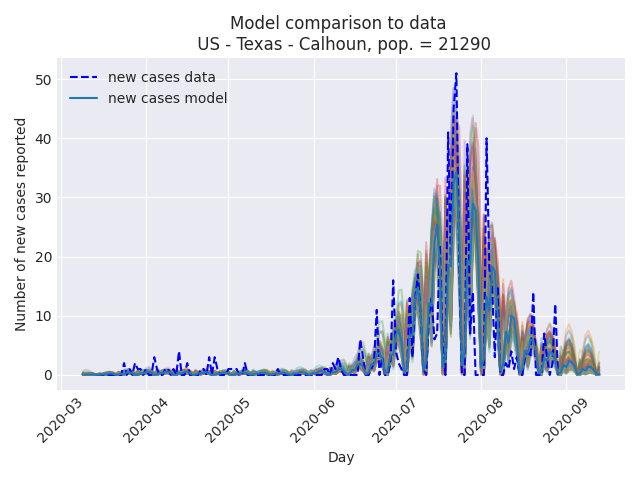 Model comparison to data
US - Texas - Calhoun, pop. = 21290
new cases data
new cases model
Number of new cases reported
50
40
30
20
10
0
2020-03
2020-04
2020-05
2020-06
2020-07
2020-08
2020-09
Day